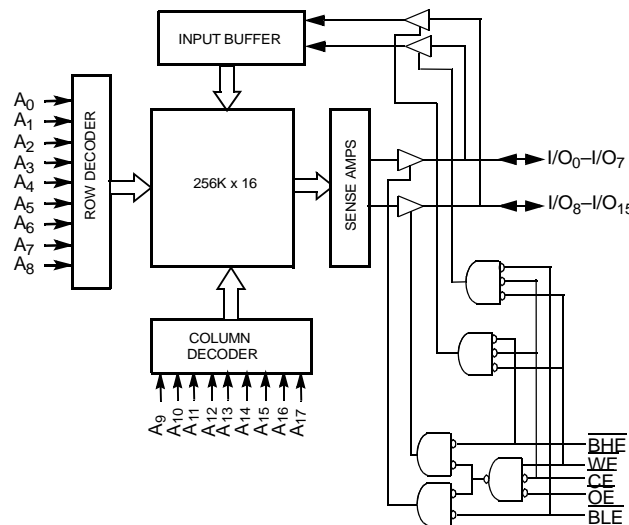 INPUT BUFFER
A0
A1
A2
A3
A4
A5
A6
A7
A8
ROW DECODER
256K x 16
SENSE AMPS
I/O0–I/O7
I/O8–I/O15
COLUMN
DECODER
A9
A10
A11
A12
A13
A14
A15
A16
A17
BHE
WE
CE
OE
BLE